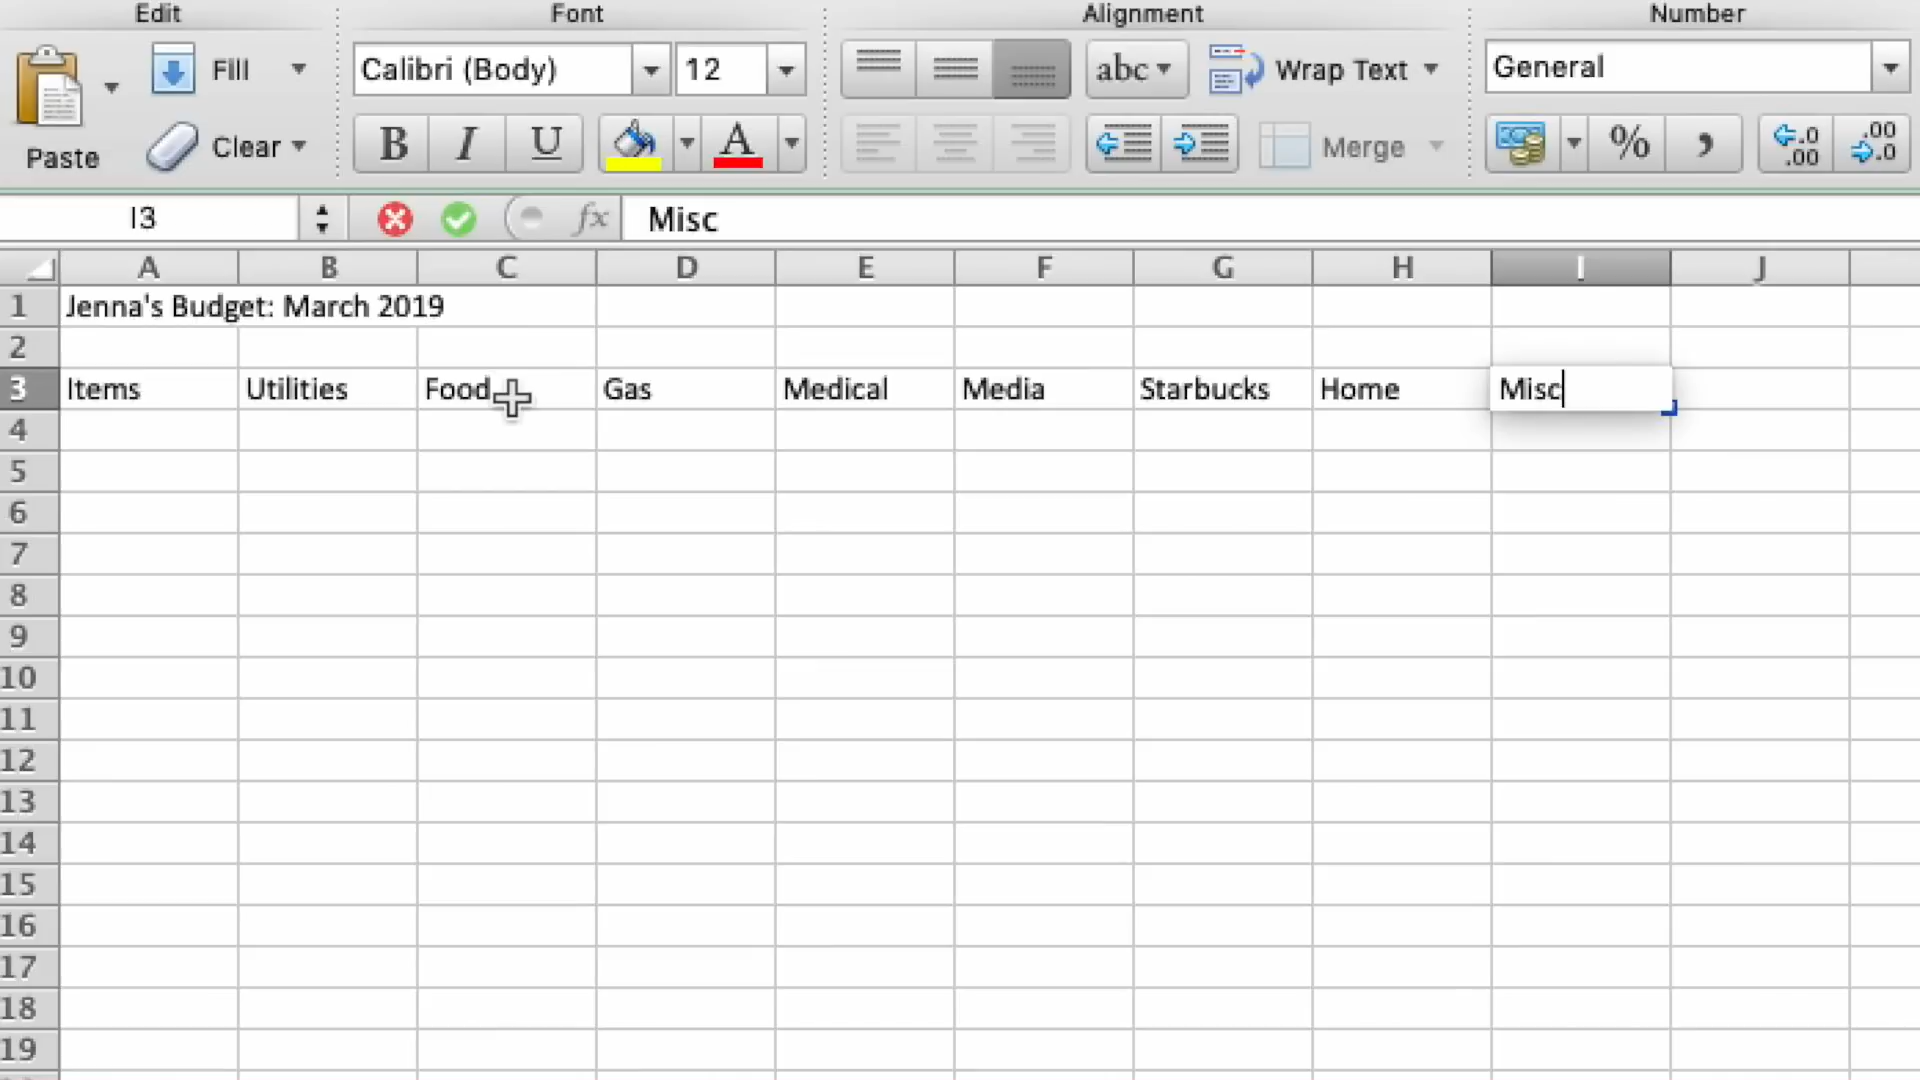 Edit Font Alignment Number
Fill Calibri (Body) 12 abc Wrap Text General
Paste Clear B I U A Merge % , .0 .00 .00 .0
I3 fx Misc
A B C D E F G H I J
1 Jenna's Budget: March 2019
2
3 Items Utilities Food Gas Medical Media Starbucks Home Misc
4
5
6
7
8
9
10
11
12
13
14
15
16
17
18
19